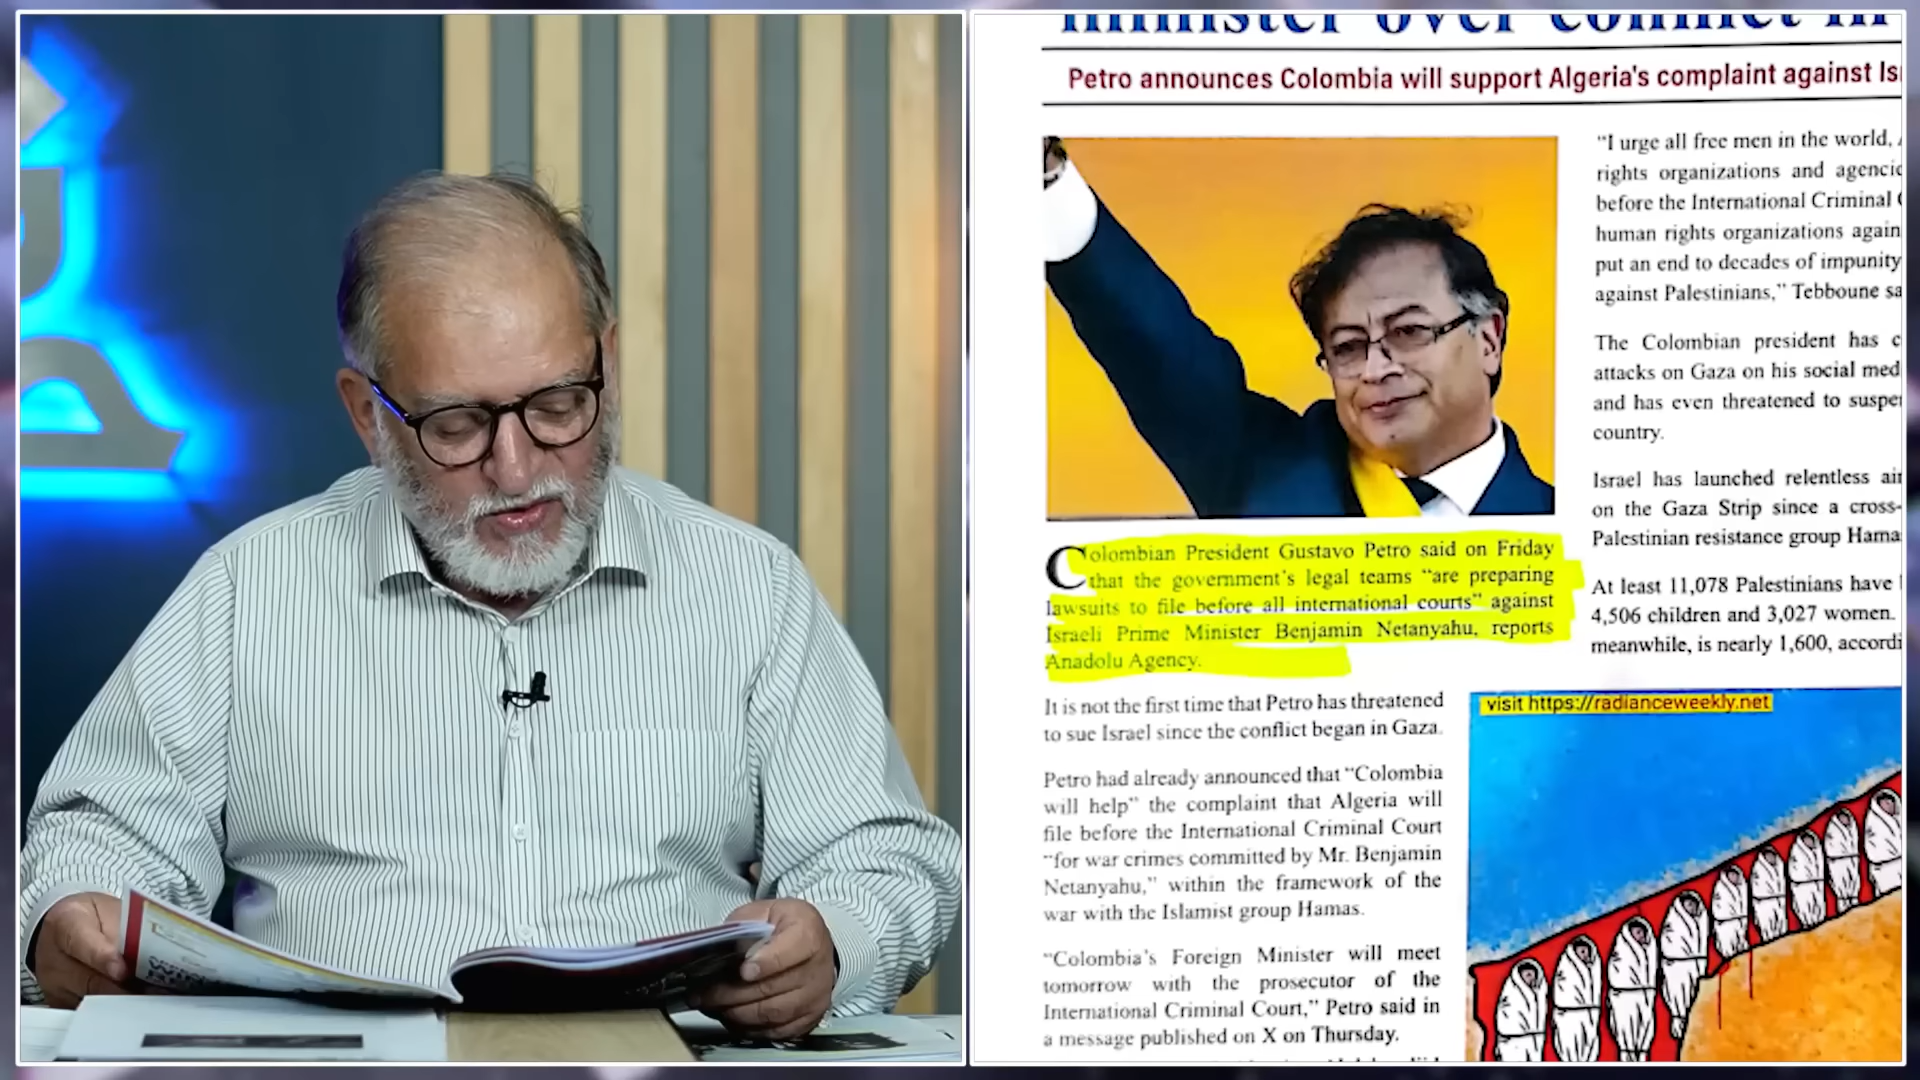 minister over conflict in
Petro announces Colombia will support Algeria's complaint against Is
Colombian President Gustavo Petro said on Friday
that the government's legal teams “are preparing
lawsuits to file before all international courts” against
Israeli Prime Minister Benjamin Netanyahu, reports
Anadolu Agency.
It is not the first time that Petro has threatened
to sue Israel since the conflict began in Gaza.
Petro had already announced that “Colombia
will help” the complaint that Algeria will
file before the International Criminal Court
“for war crimes committed by Mr. Benjamin
Netanyahu,” within the framework of the
war with the Islamist group Hamas.
“Colombia's Foreign Minister will meet
tomorrow with the prosecutor of the
International Criminal Court,” Petro said in
a message published on X on Thursday.
“I urge all free men in the world,
rights organizations and agencie
before the International Criminal
human rights organizations again
put an end to decades of impunity
against Palestinians,” Tebboune sa
The Colombian president has c
attacks on Gaza on his social med
and has even threatened to suspe
country.
Israel has launched relentless air
on the Gaza Strip since a cross-
Palestinian resistance group Hama
At least 11,078 Palestinians have
4,506 children and 3,027 women.
meanwhile, is nearly 1,600, accordi
visit https://radianceweekly.net